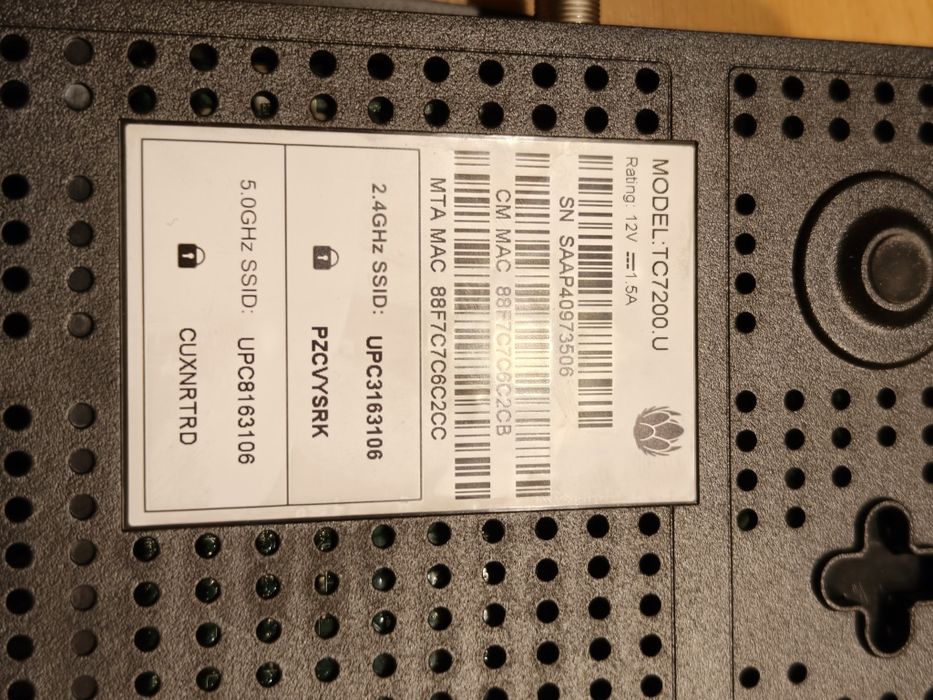 MODEL:TC7200.U
Rating: 12V ⎓1.5A
SN SAAP40973506
CM MAC 88F7C7C6C2CB
MTA MAC 88F7C7C6C2CC
2.4GHz SSID: UPC3163106
PZCVYSRK
5.0GHz SSID: UPC8163106
CUXNRTRD